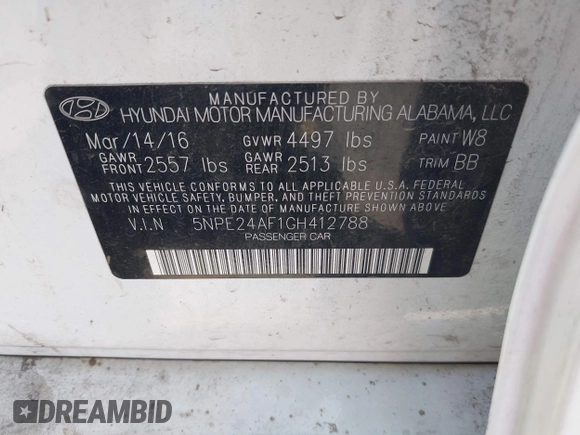 MANUFACTURED BY
HYUNDAI MOTOR MANUFACTURING ALABAMA, LLC
Mar/14/16 GVWR 4497 lbs PAINT W8
GAWR FRONT 2557 lbs GAWR REAR 2513 lbs TRIM BB
THIS VEHICLE CONFORMS TO ALL APPLICABLE U.S.A. FEDERAL
MOTOR VEHICLE SAFETY, BUMPER, AND THEFT PREVENTION STANDARDS
IN EFFECT ON THE DATE OF MANUFACTURE SHOWN ABOVE.
V.I.N 5NPE24AF1GH412788
PASSENGER CAR
DREAMBID